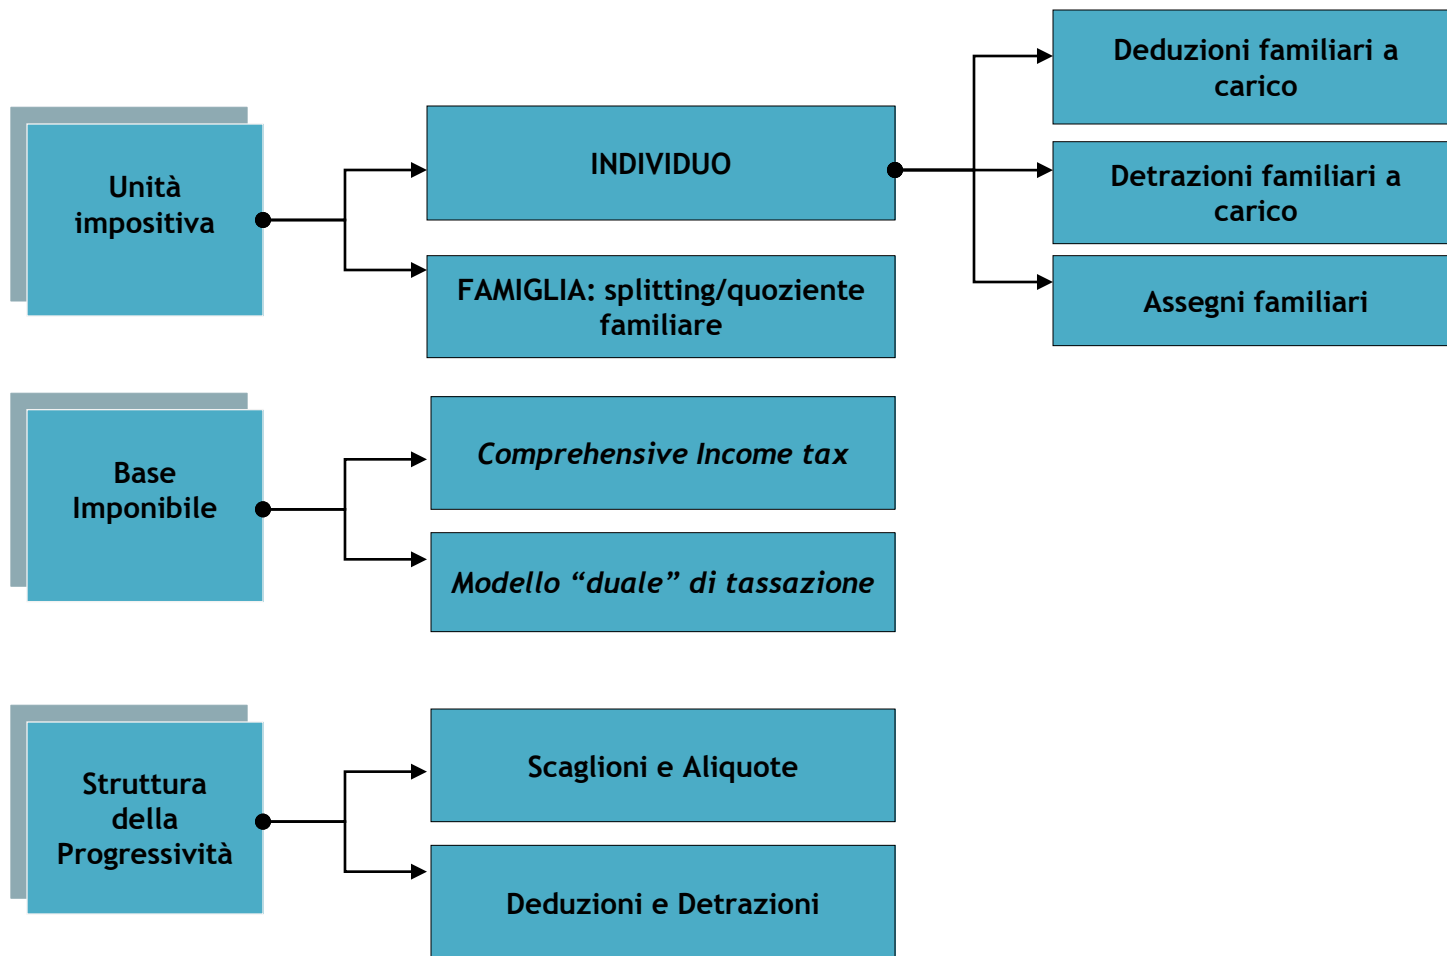 Unità
impositiva
INDIVIDUO
FAMIGLIA: splitting/quoziente
familiare
Deduzioni familiari a
carico
Detrazioni familiari a
carico
Assegni familiari
Base
Imponibile
Comprehensive Income tax
Modello “duale” di tassazione
Struttura
della
Progressività
Scaglioni e Aliquote
Deduzioni e Detrazioni